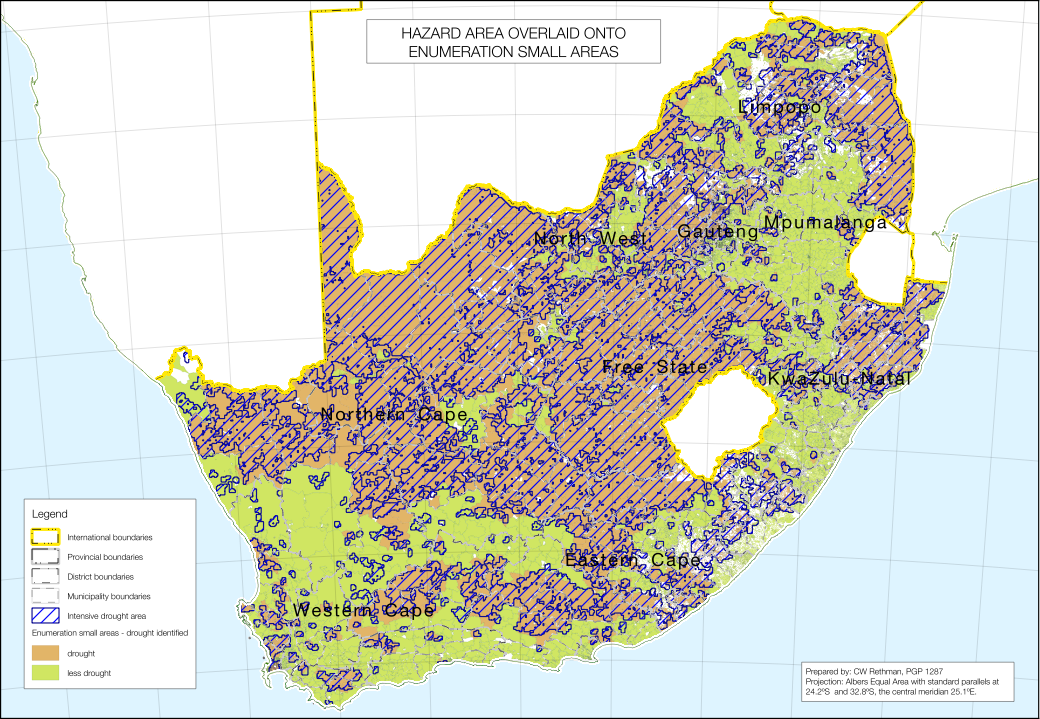 HAZARD AREA OVERLAID ONTO
ENUMERATION SMALL AREAS
Limpopo
Mpumalanga
Gauteng
North West
Free State
KwaZulu-Natal
Northern Cape
Eastern Cape
Western Cape
Legend
International boundaries
Provincial boundaries
District boundaries
Municipality boundaries
Intensive drought area
Enumeration small areas - drought identified
drought
less drought
Prepared by: CW Rethman, PGP 1287
Projection: Albers Equal Area with standard parallels at
24.2ºS and 32.8ºS, the central meridian 25.1ºE.